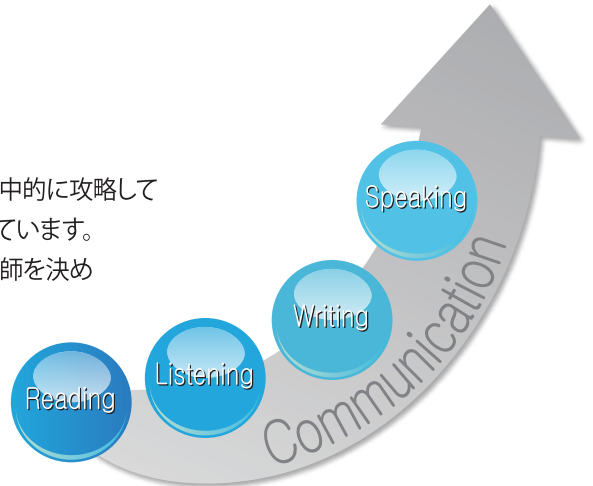 中的に攻略して
ています。
師を決め
Speaking
Writing
Listening
Reading
Communication